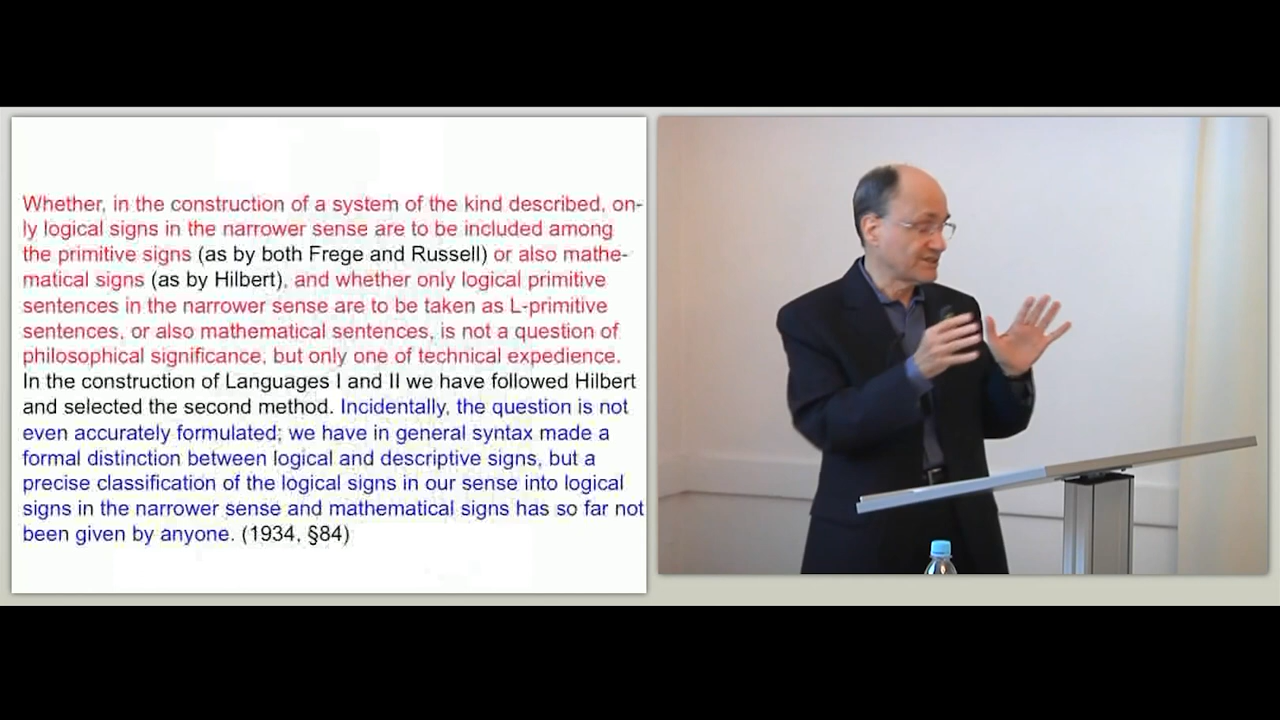 Whether, in the construction of a system of the kind described, on-
ly logical signs in the narrower sense are to be included among
the primitive signs (as by both Frege and Russell) or also mathe-
matical signs (as by Hilbert), and whether only logical primitive
sentences in the narrower sense are to be taken as L-primitive
sentences, or also mathematical sentences, is not a question of
philosophical significance, but only one of technical expedience.
In the construction of Languages I and II we have followed Hilbert
and selected the second method. Incidentally, the question is not
even accurately formulated; we have in general syntax made a
formal distinction between logical and descriptive signs, but a
precise classification of the logical signs in our sense into logical
signs in the narrower sense and mathematical signs has so far not
been given by anyone. (1934, §84)